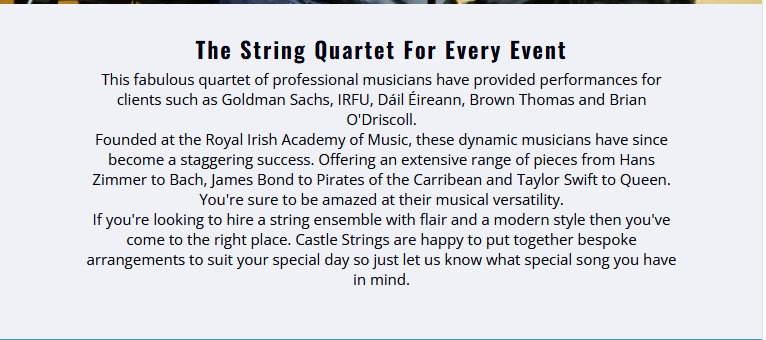 The String Quartet For Every Event
This fabulous quartet of professional musicians have provided performances for
clients such as Goldman Sachs, IRFU, Dáil Éireann, Brown Thomas and Brian
O'Driscoll.
Founded at the Royal Irish Academy of Music, these dynamic musicians have since
become a staggering success. Offering an extensive range of pieces from Hans
Zimmer to Bach, James Bond to Pirates of the Carribean and Taylor Swift to Queen.
You're sure to be amazed at their musical versatility.
If you're looking to hire a string ensemble with flair and a modern style then you've
come to the right place. Castle Strings are happy to put together bespoke
arrangements to suit your special day so just let us know what special song you have
in mind.